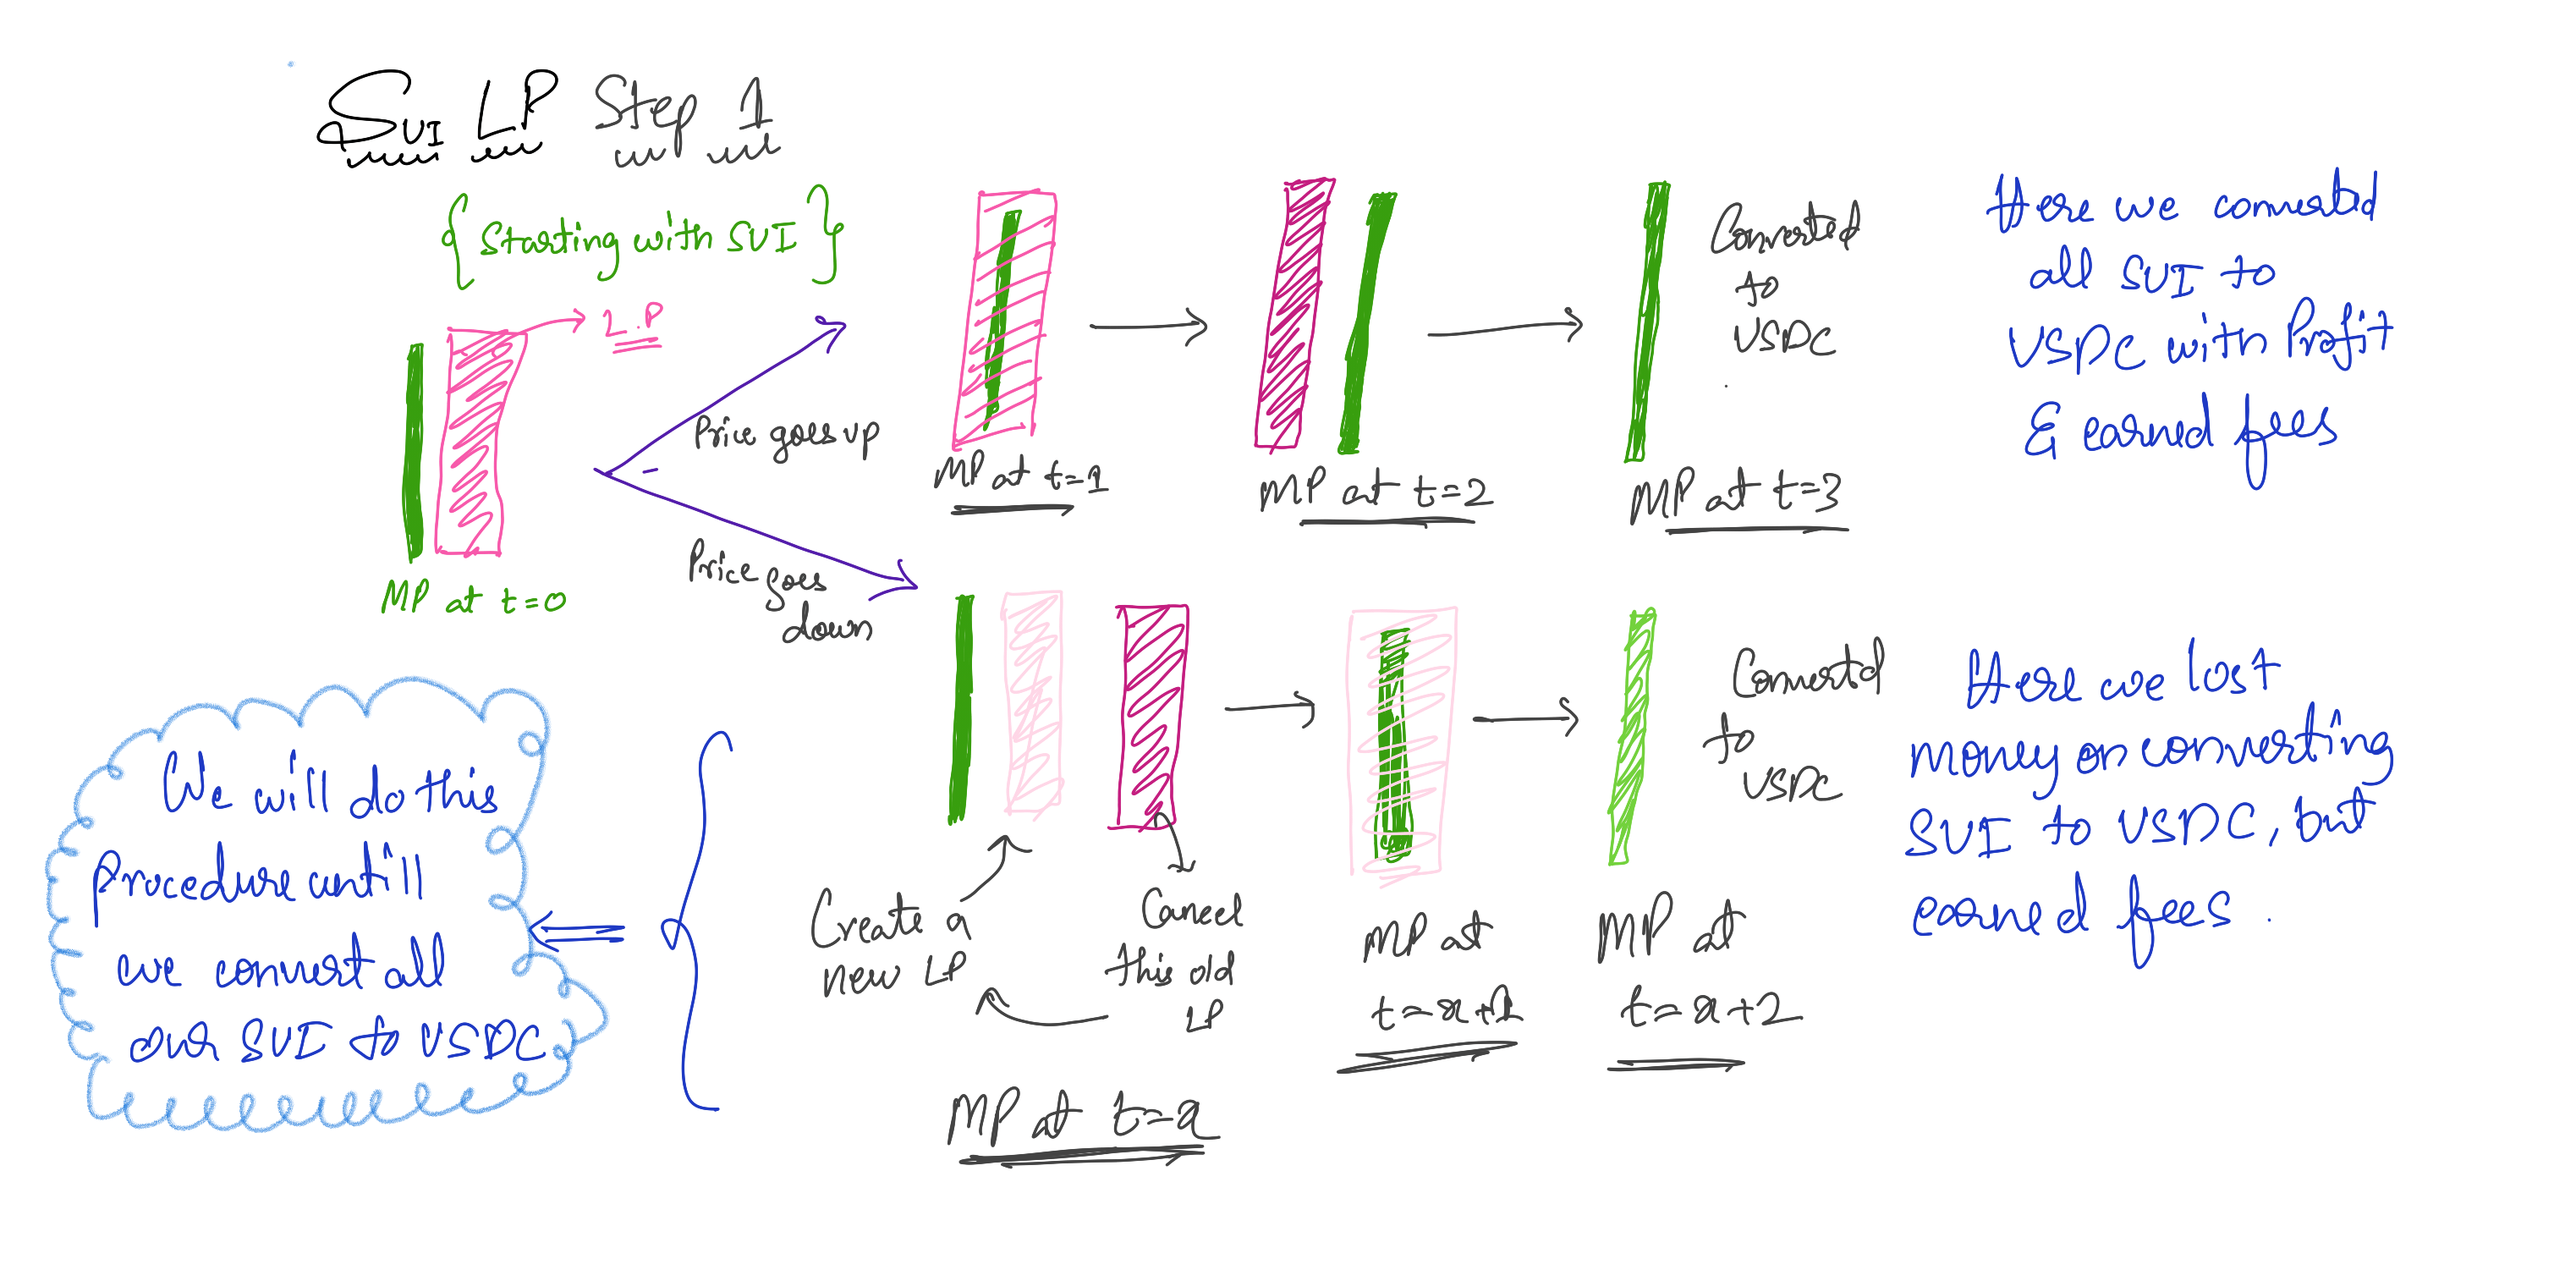 SUI LP Step 1
{ Starting with SUI }
L.P
MP at t=0
Price goes up
Price goes
down
MP at t=1
MP at t=2
MP at t=3
Converted
to
USDC
Here we converted
all SUI to
USDC with Profit
& earned fees
Create a
new LP
Cancel
this old
LP
MP at t=a
MP at
t=a+1
MP at
t=a+2
Converted
to
USDC
Here we lost
money on converting
SUI to USDC, but
earned fees.
We will do this
procedure untill
we convert all
our SUI to USDC